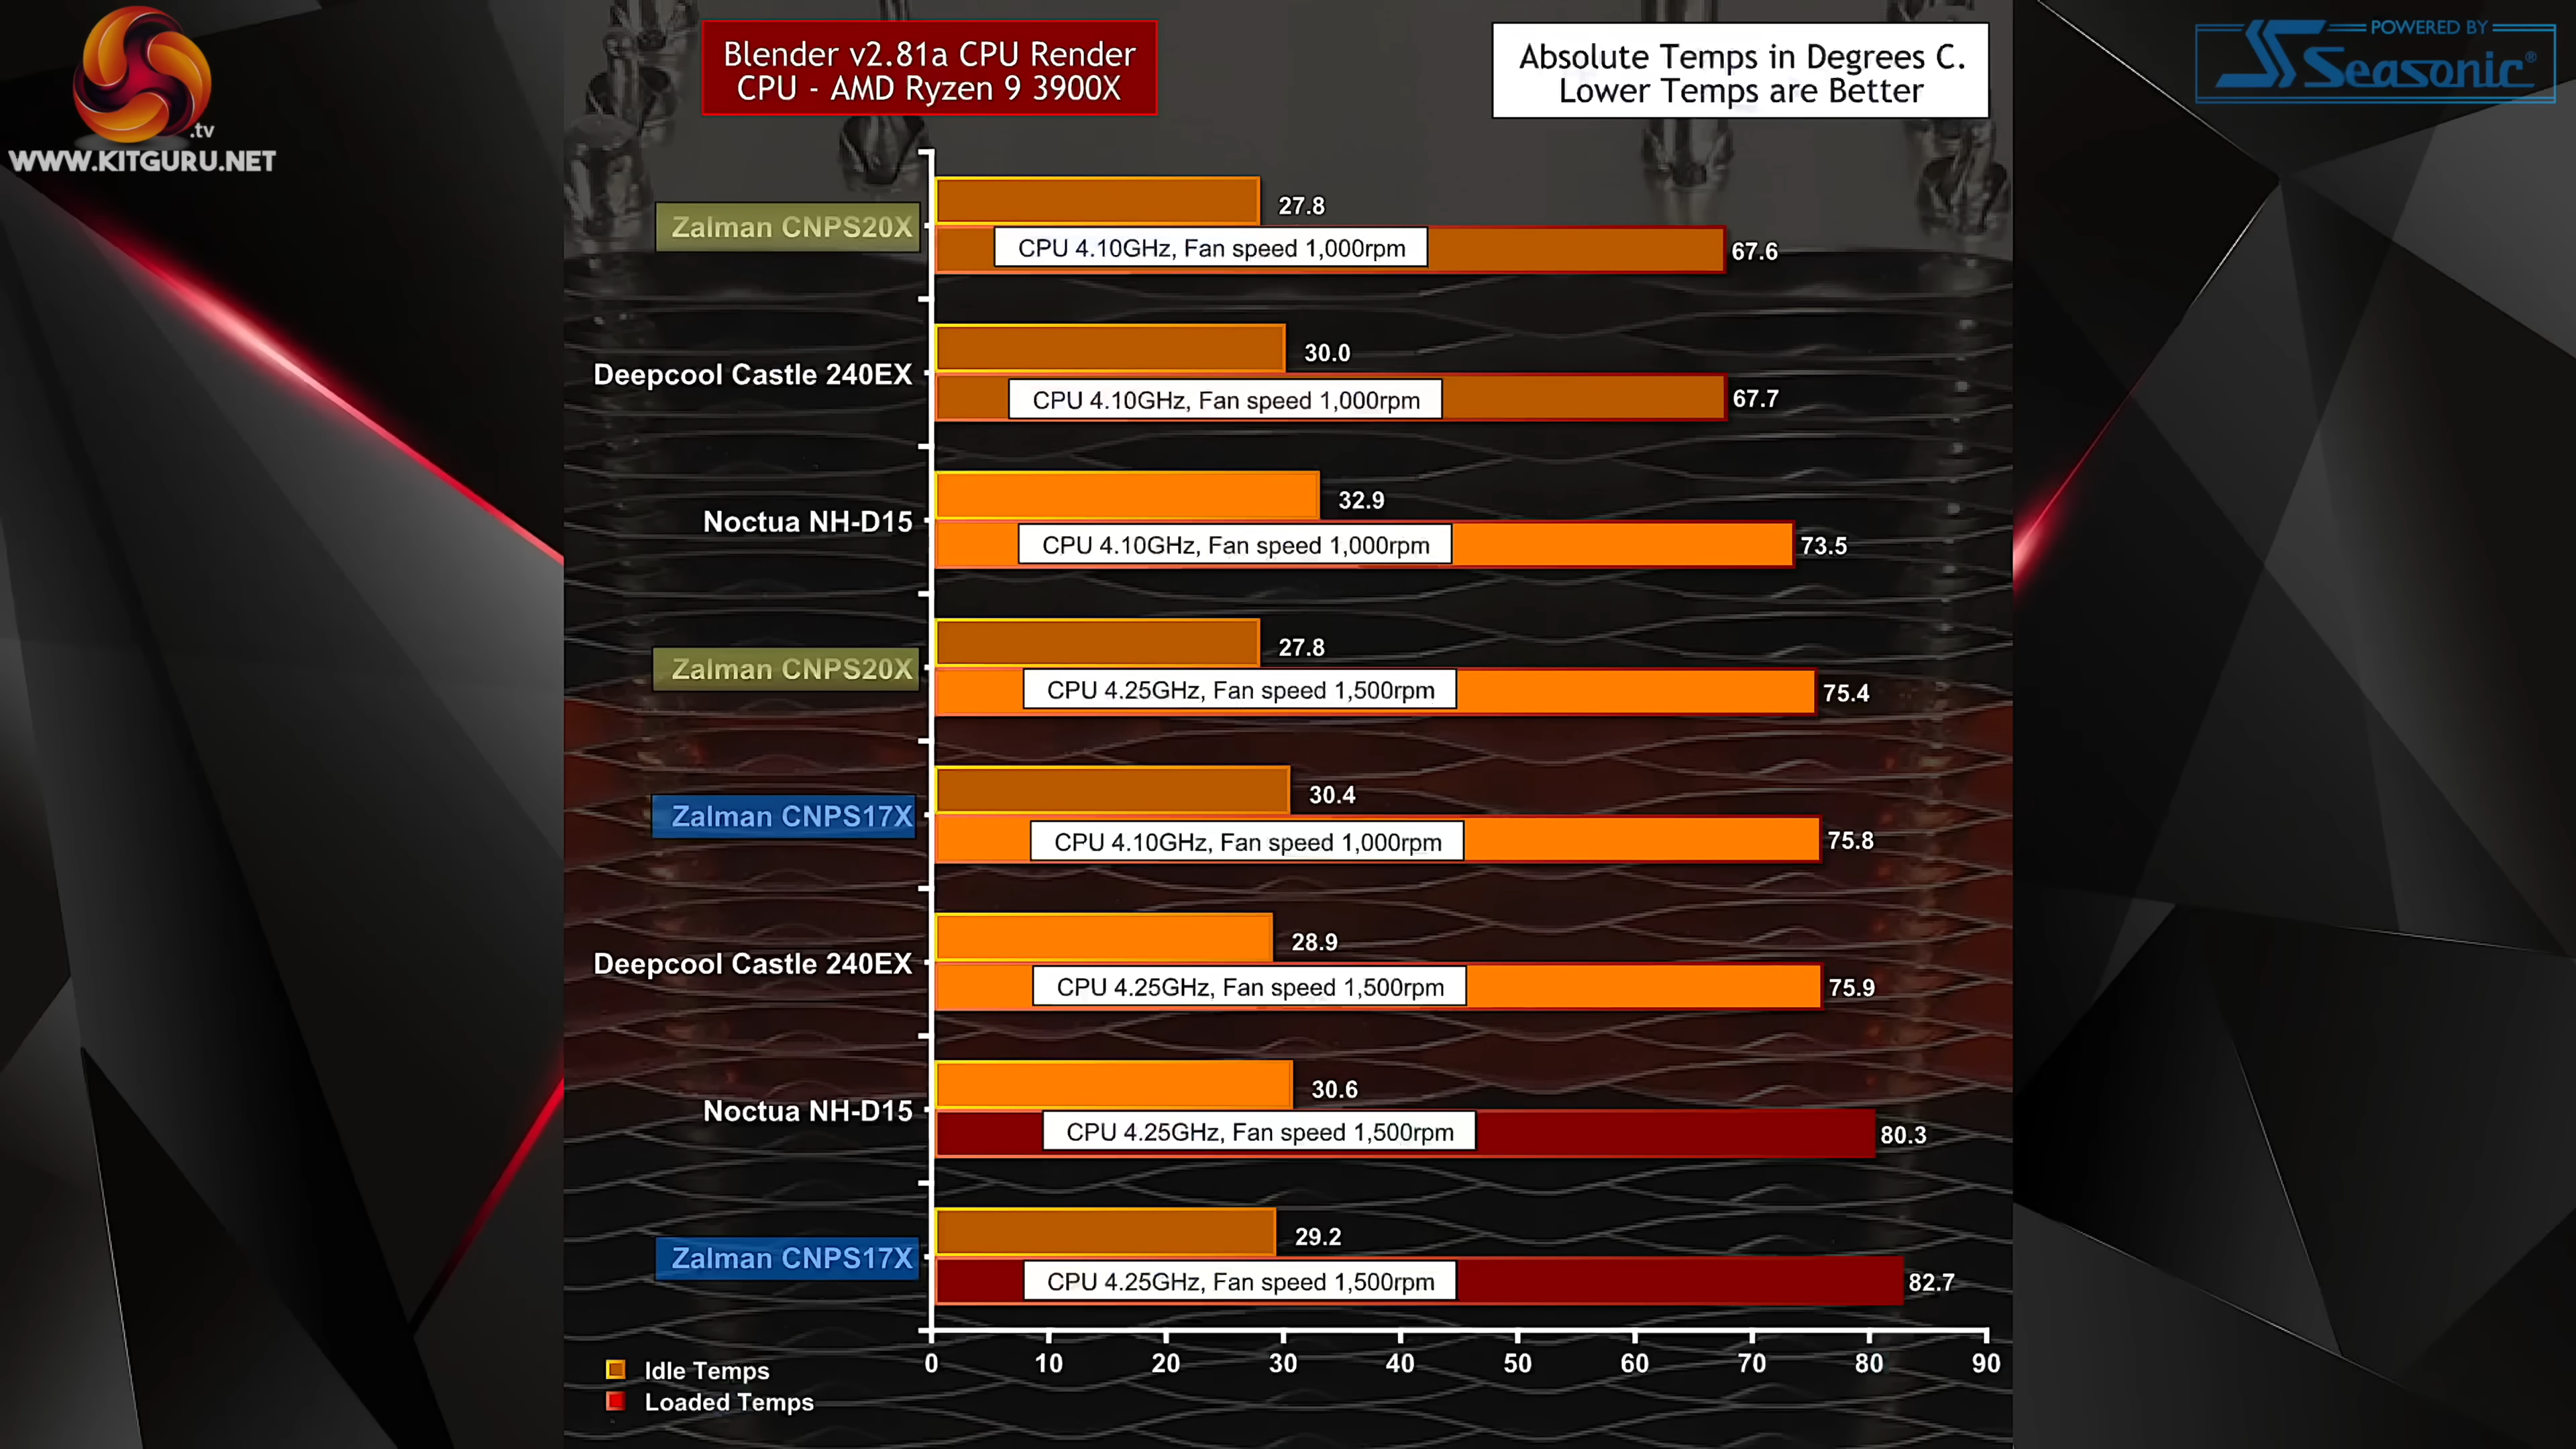 .tv
WWW.KITGURU.NET
Blender v2.81a CPU Render
CPU - AMD Ryzen 9 3900X
Absolute Temps in Degrees C.
Lower Temps are Better
POWERED BY
Seasonic®
Zalman CNPS20X
27.8
CPU 4.10GHz, Fan speed 1,000rpm
67.6
Deepcool Castle 240EX
30.0
CPU 4.10GHz, Fan speed 1,000rpm
67.7
Noctua NH-D15
32.9
CPU 4.10GHz, Fan speed 1,000rpm
73.5
Zalman CNPS20X
27.8
CPU 4.25GHz, Fan speed 1,500rpm
75.4
Zalman CNPS17X
30.4
CPU 4.10GHz, Fan speed 1,000rpm
75.8
Deepcool Castle 240EX
28.9
CPU 4.25GHz, Fan speed 1,500rpm
75.9
Noctua NH-D15
30.6
CPU 4.25GHz, Fan speed 1,500rpm
80.3
Zalman CNPS17X
29.2
CPU 4.25GHz, Fan speed 1,500rpm
82.7
0 10 20 30 40 50 60 70 80 90
Idle Temps
Loaded Temps